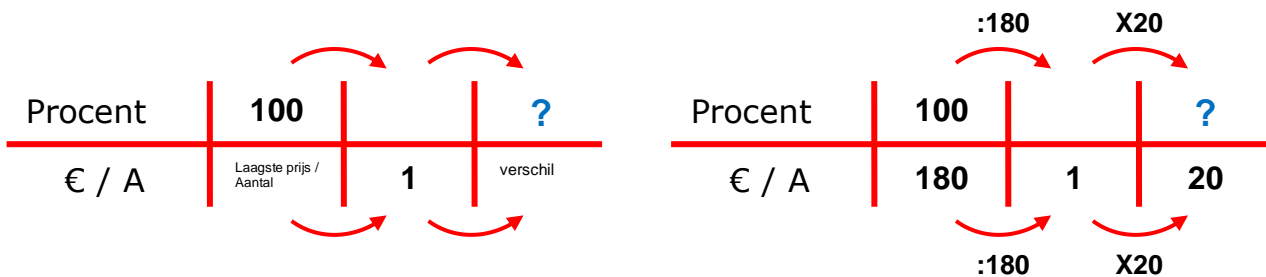 :180 X20
Procent 100 ?
€ / A Laagste prijs / Aantal 1 verschil
Procent 100 ?
€ / A 180 1 20
:180 X20